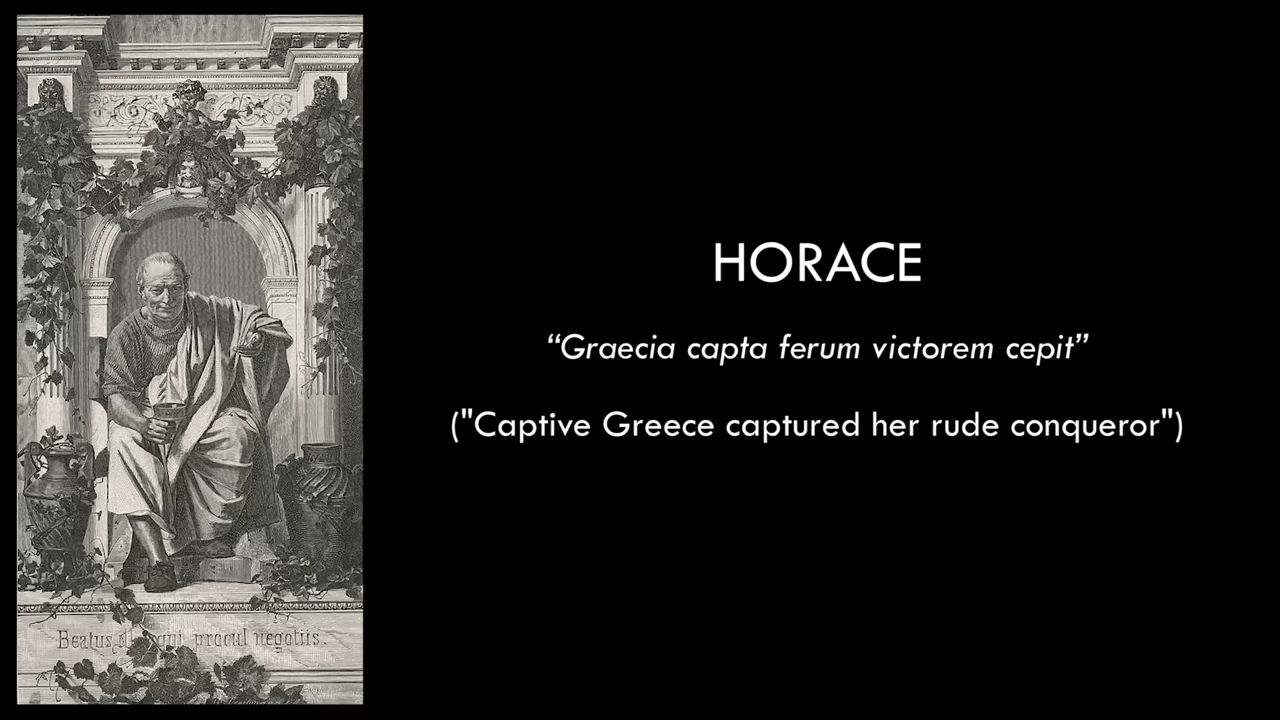 HORACE
“Graecia capta ferum victorem cepit”
("Captive Greece captured her rude conqueror")
Beatus qui procul negotiis.